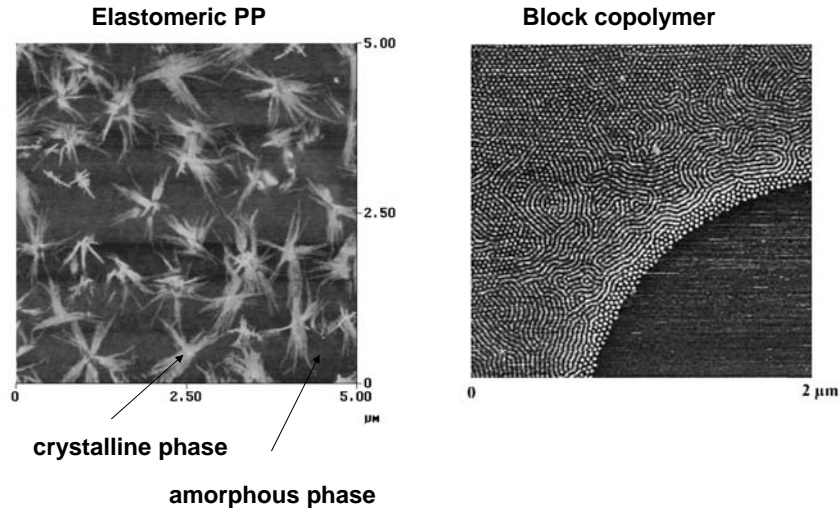 Elastomeric PP
Block copolymer
5.00
2.50
0
0 2.50 5.00
µM
0 2 µm
crystalline phase
amorphous phase